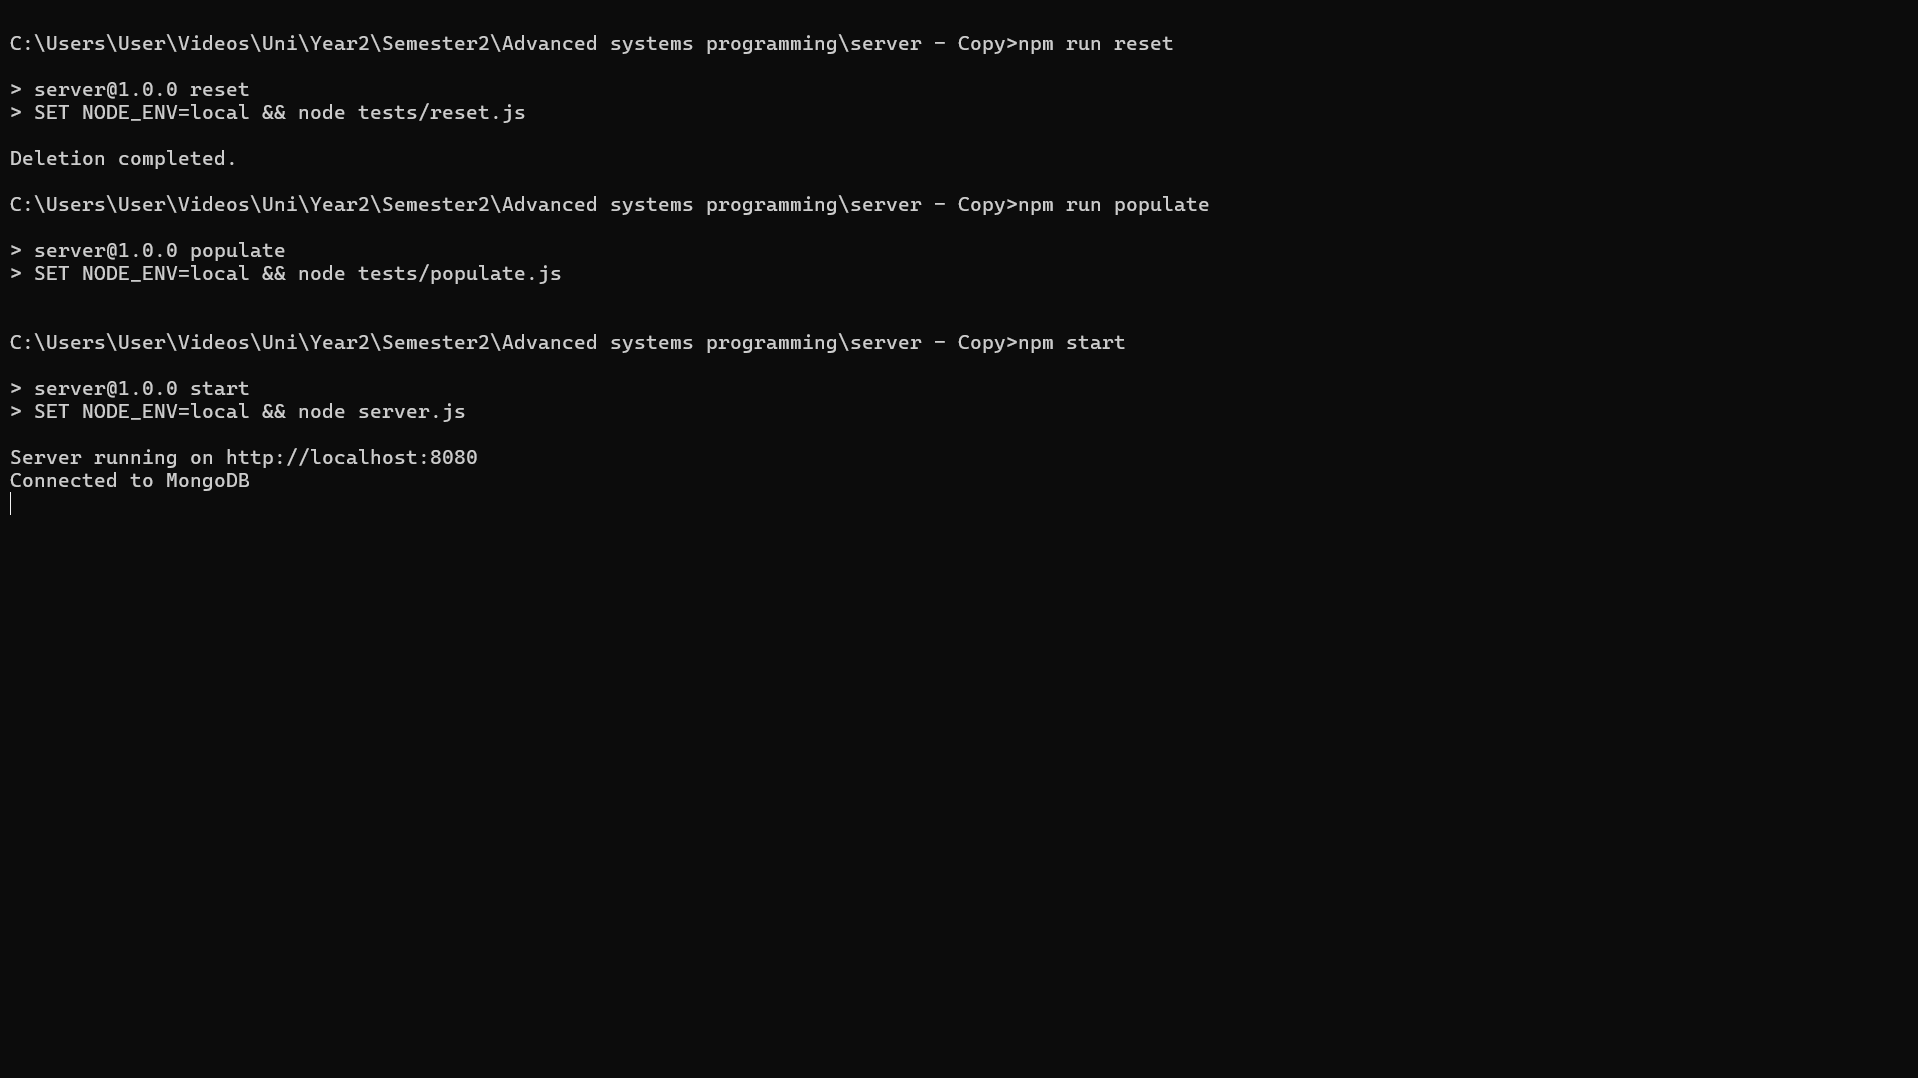 C:\Users\User\Videos\Uni\Year2\Semester2\Advanced systems programming\server - Copy>npm run reset
> server@1.0.0 reset
> SET NODE_ENV=local && node tests/reset.js
Deletion completed.
C:\Users\User\Videos\Uni\Year2\Semester2\Advanced systems programming\server - Copy>npm run populate
> server@1.0.0 populate
> SET NODE_ENV=local && node tests/populate.js
C:\Users\User\Videos\Uni\Year2\Semester2\Advanced systems programming\server - Copy>npm start
> server@1.0.0 start
> SET NODE_ENV=local && node server.js
Server running on http://localhost:8080
Connected to MongoDB